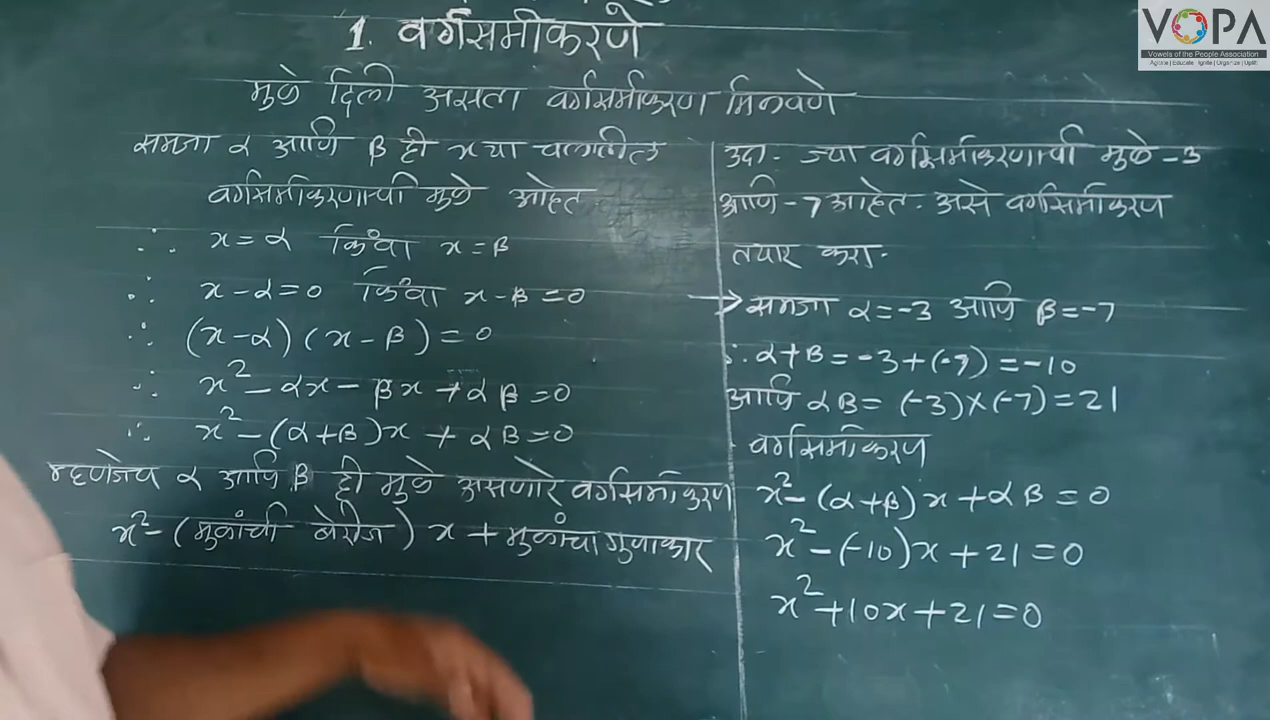 1. वर्गसमीकरणे
मुळे दिली असता वर्गसमीकरण मिळवणे
समजा α आणि β ही x या चलातील
वर्गसमीकरणाची मुळे आहेत.
∴ x = α किंवा x = β
∴ x - α = 0 किंवा x - β = 0
∴ (x - α) (x - β) = 0
∴ x² - αx - βx + αβ = 0
∴ x² - (α+β)x + αβ = 0
म्हणजेच α आणि β ही मुळे असणारे वर्गसमीकरण
x² - (मुळांची बेरीज) x + मुळांचा गुणाकार
उदा. ज्या वर्गसमीकरणाची मुळे -3
आणि -7 आहेत. असे वर्गसमीकरण
तयार करा.
→ समजा α = -3 आणि β = -7
∴ α+β = -3+(-7) = -10
आणि αβ = (-3)×(-7) = 21
वर्गसमीकरण
x² - (α+β)x + αβ = 0
x² - (-10)x + 21 = 0
x² + 10x + 21 = 0
VOPA
Vowels of the People Association